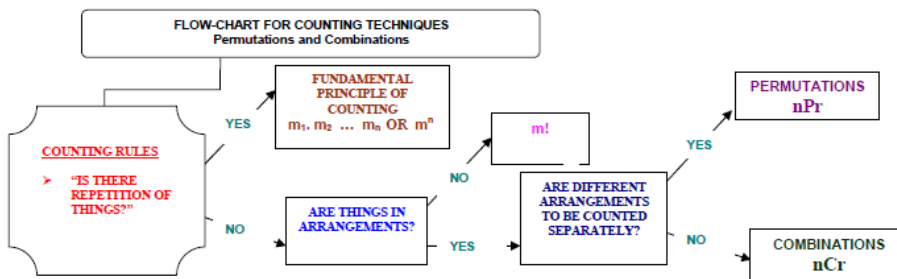 FLOW-CHART FOR COUNTING TECHNIQUES
Permutations and Combinations
COUNTING RULES
➢ “IS THERE
REPETITION OF
THINGS?”
YES
FUNDAMENTAL
PRINCIPLE OF
COUNTING
m₁. m₂ ... mₙ OR mⁿ
NO
ARE THINGS IN
ARRANGEMENTS?
NO
m!
YES
ARE DIFFERENT
ARRANGEMENTS
TO BE COUNTED
SEPARATELY?
YES
PERMUTATIONS
nPr
NO
COMBINATIONS
nCr